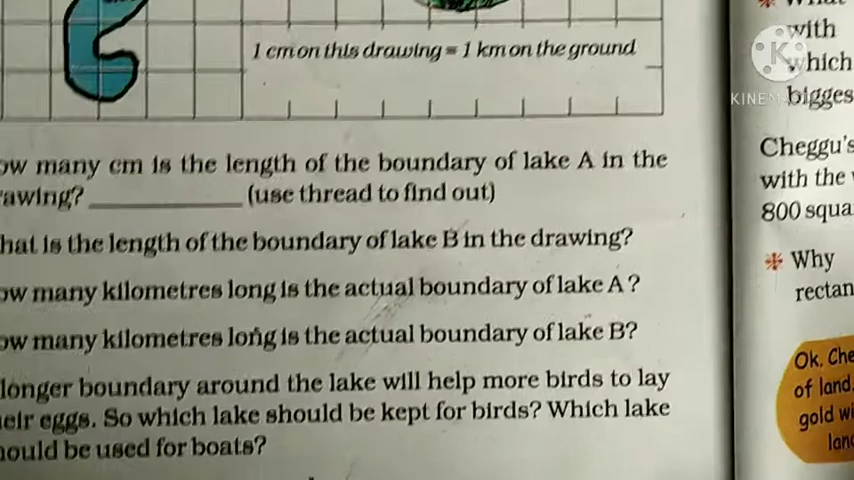 1 cm on this drawing = 1 km on the ground
ow many cm is the length of the boundary of lake A in the
awing? ____________ (use thread to find out)
hat is the length of the boundary of lake B in the drawing?
ow many kilometres long is the actual boundary of lake A?
ow many kilometres long is the actual boundary of lake B?
longer boundary around the lake will help more birds to lay
eir eggs. So which lake should be kept for birds? Which lake
ould be used for boats?
with
which
bigges
Cheggu's
with the
800 squa
Why
rectan
Ok, Che
of land.
gold wi
land